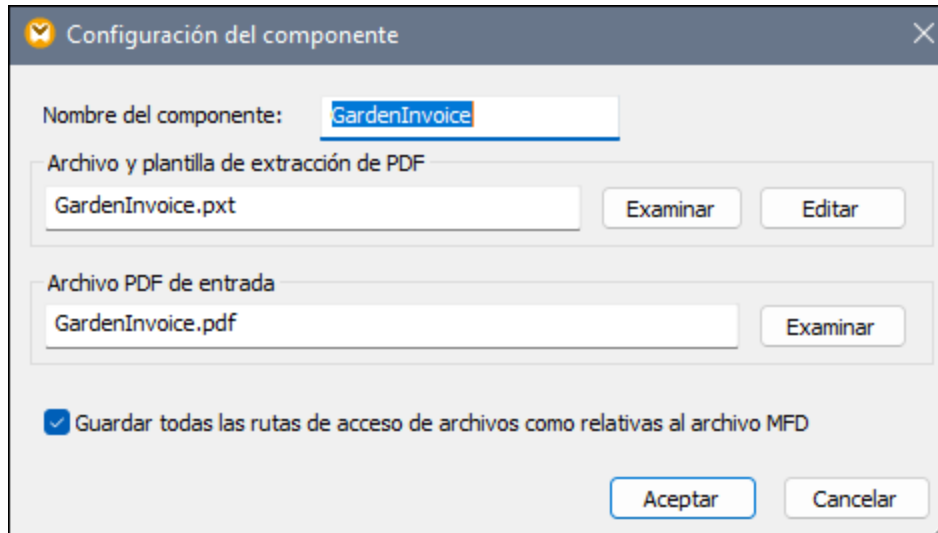 Configuración del componente
Nombre del componente: GardenInvoice
Archivo y plantilla de extracción de PDF
GardenInvoice.pxt Examinar Editar
Archivo PDF de entrada
GardenInvoice.pdf Examinar
Guardar todas las rutas de acceso de archivos como relativas al archivo MFD
Aceptar Cancelar